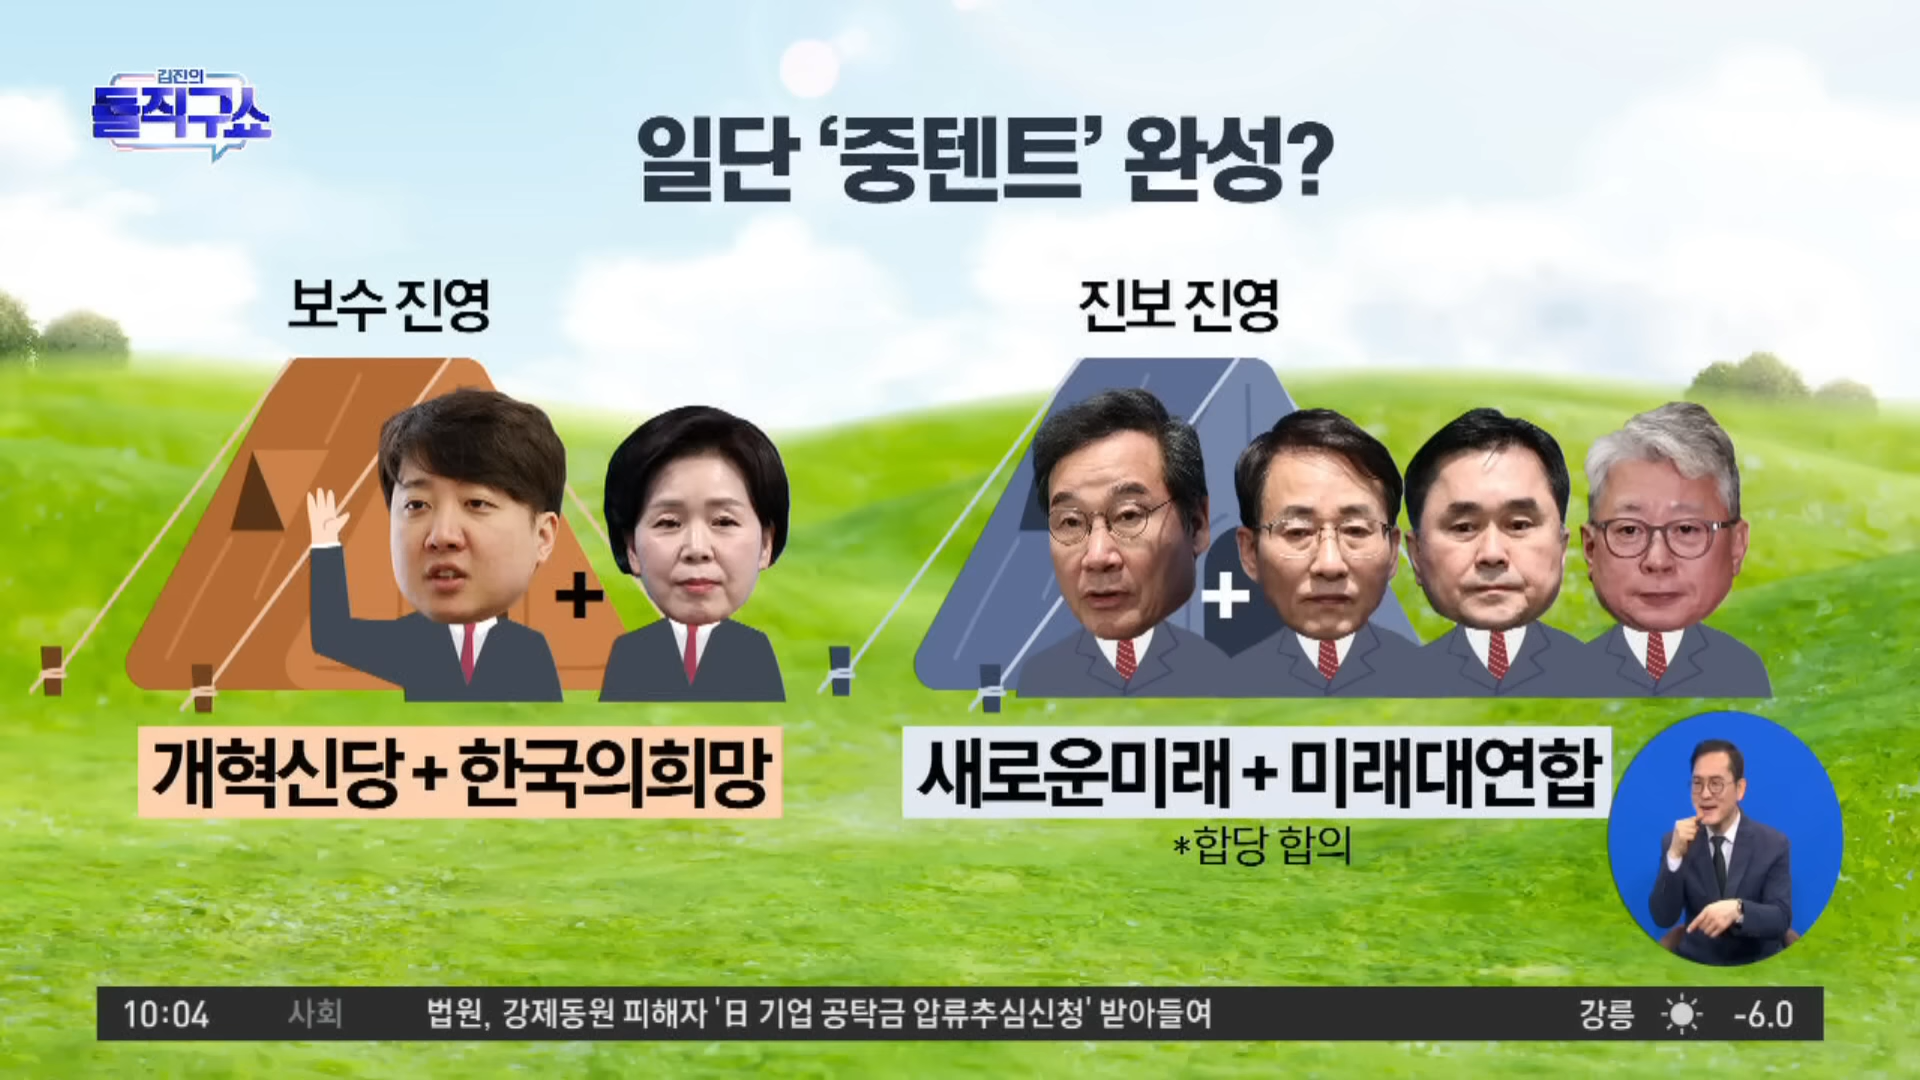 김진의
돌직구쇼
일단 ‘중텐트’ 완성?
보수 진영
진보 진영
+
+
개혁신당 + 한국의희망
새로운미래 + 미래대연합
*합당 합의
10:04 사회 법원, 강제동원 피해자 '日 기업 공탁금 압류추심신청' 받아들여 강릉 -6.0